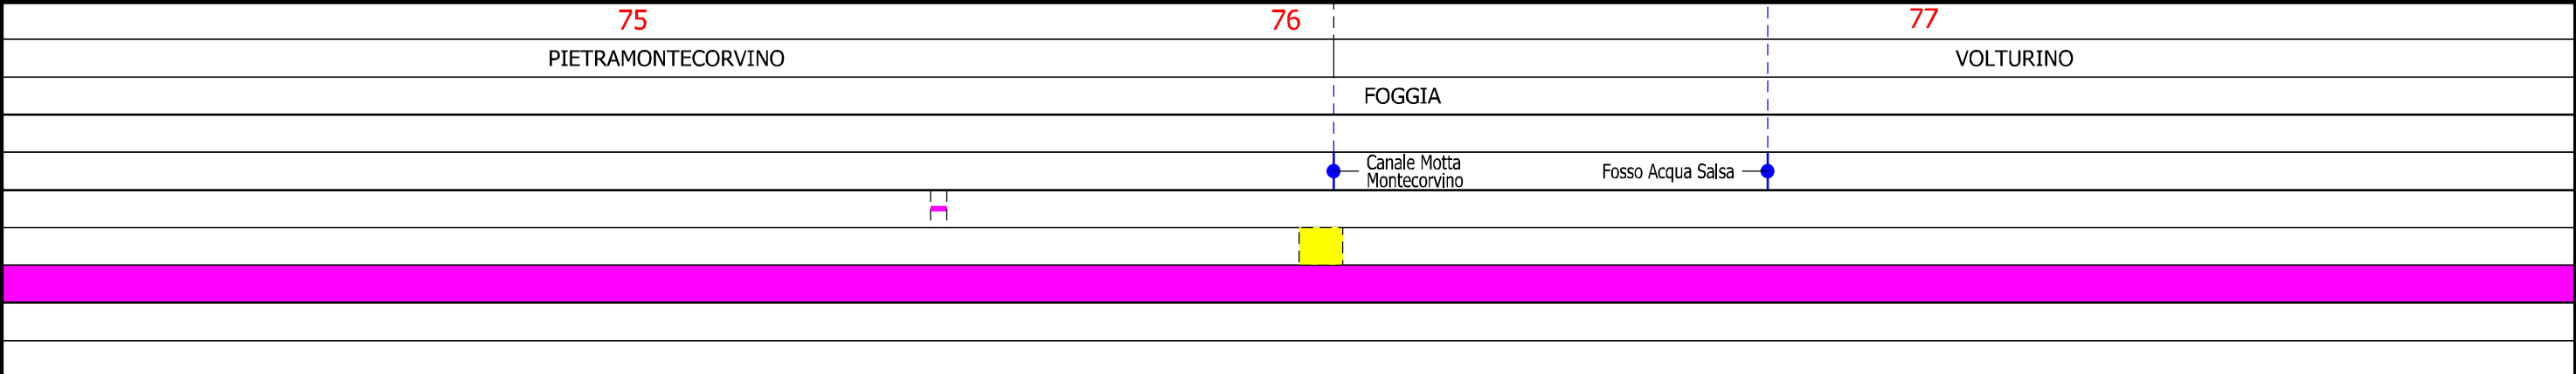 75 76 77
PIETRAMONTECORVINO VOLTURINO
FOGGIA
Canale Motta
Montecorvino
Fosso Acqua Salsa